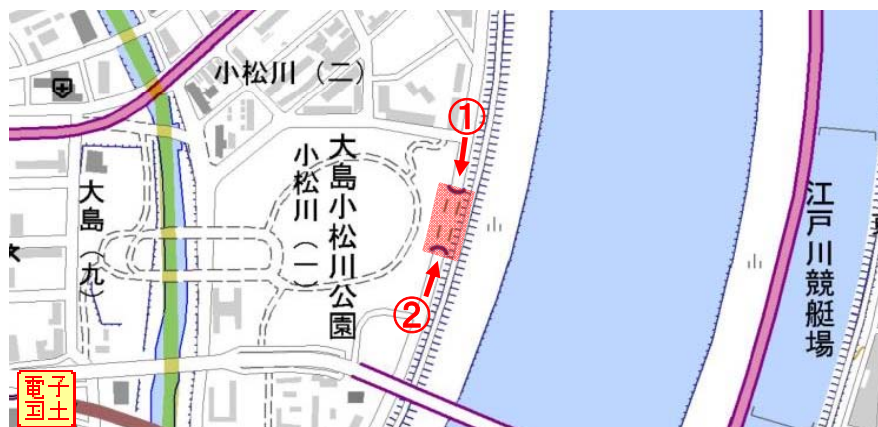 小松川（二）
①
大島小松川公園
小松川（一）
大島（九）
江戸川競艇場
②
電子
国土